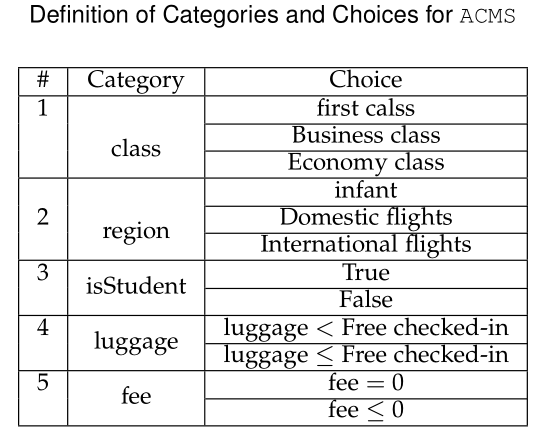 Definition of Categories and Choices for ACMS
# Category Choice
1 class first calss
Business class
Economy class
2 region infant
Domestic flights
International flights
3 isStudent True
False
4 luggage luggage < Free checked-in
luggage ≤ Free checked-in
5 fee fee = 0
fee ≤ 0